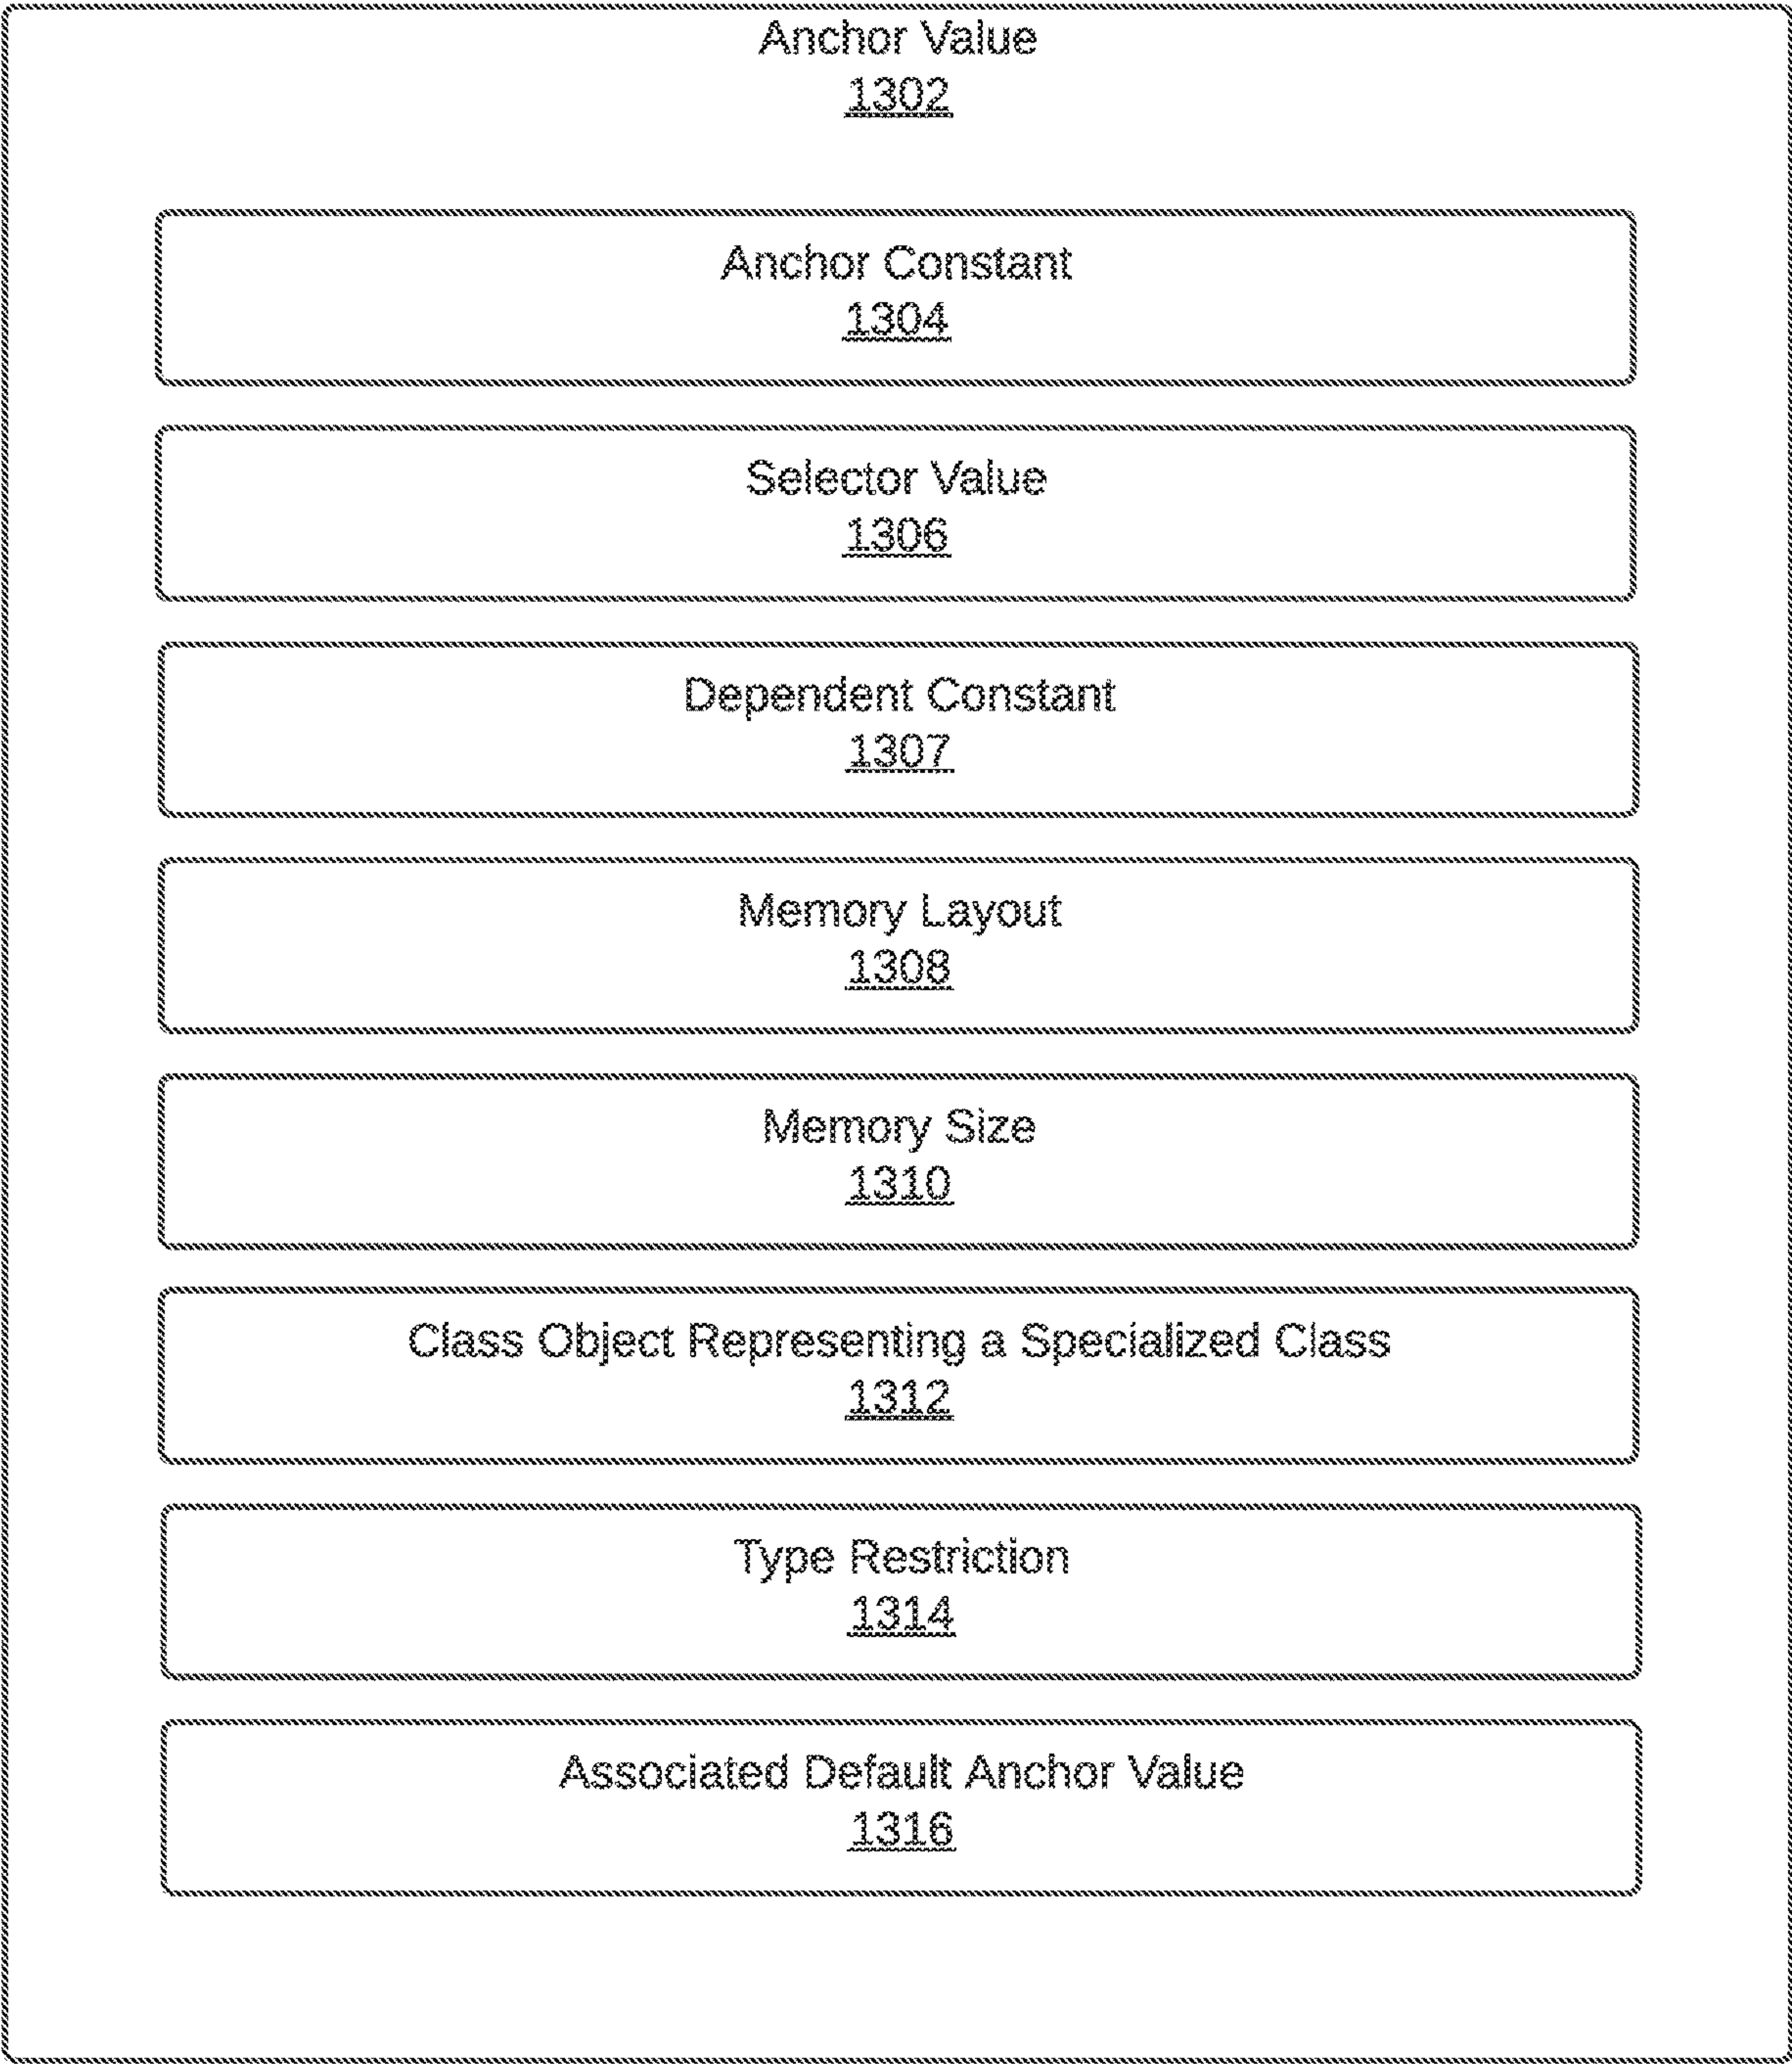 Anchor Value
1302
Anchor Constant
1304
Selector Value
1306
Dependent Constant
1307
Memory Layout
1308
Memory Size
1310
Class Object Representing a Specialized Class
1312
Type Restriction
1314
Associated Default Anchor Value
1316